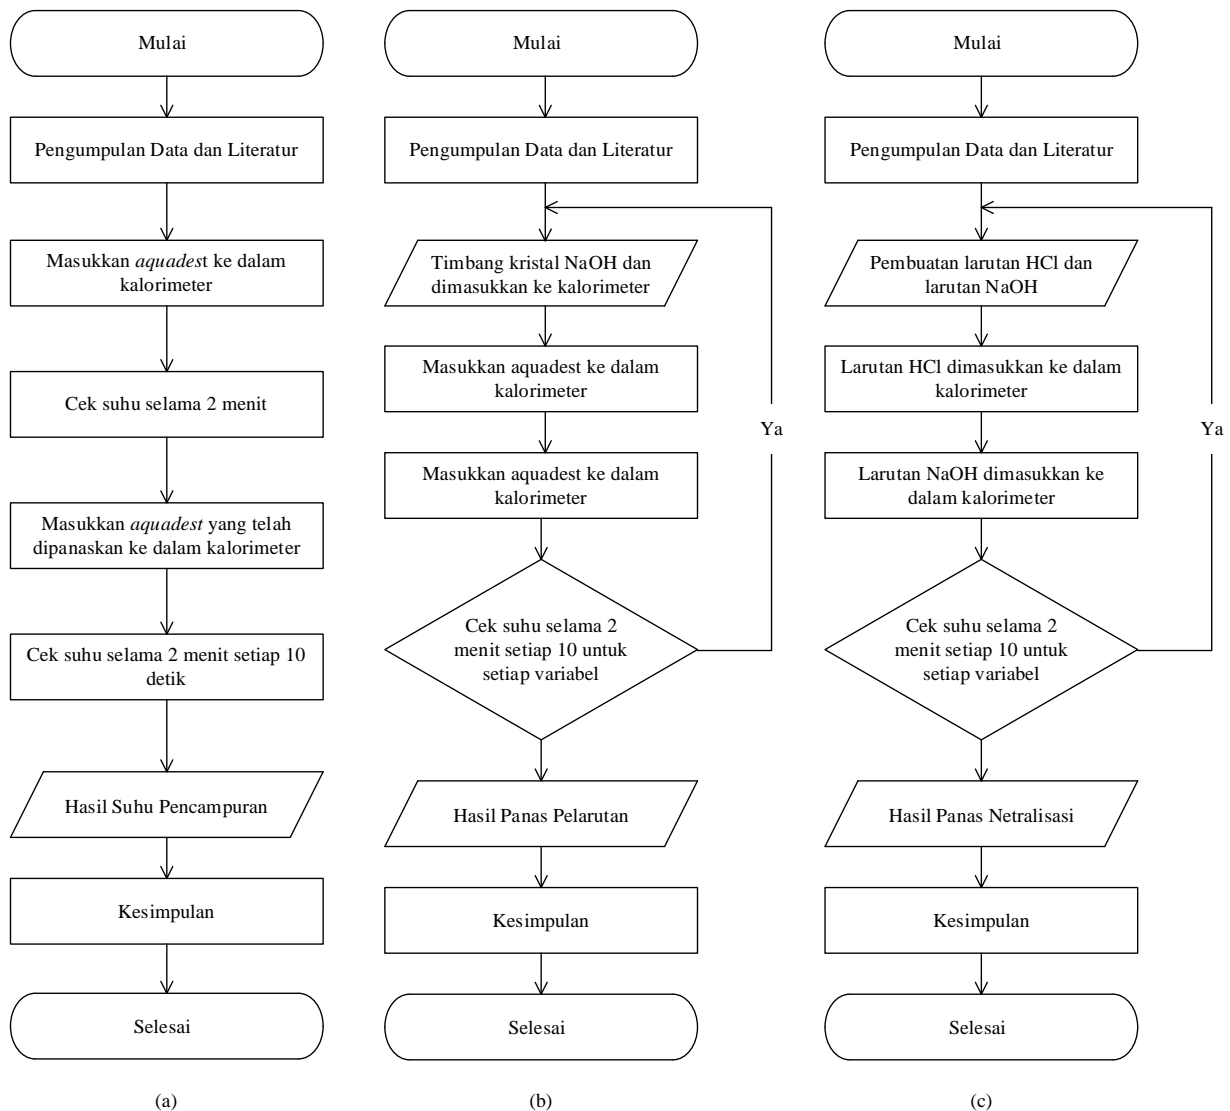 Mulai
Pengumpulan Data dan Literatur
Masukkan aquadest ke dalam
kalorimeter
Cek suhu selama 2 menit
Masukkan aquadest yang telah
dipanaskan ke dalam kalorimeter
Cek suhu selama 2 menit setiap 10
detik
Hasil Suhu Pencampuran
Kesimpulan
Selesai
(a)
Mulai
Pengumpulan Data dan Literatur
Timbang kristal NaOH dan
dimasukkan ke kalorimeter
Masukkan aquadest ke dalam
kalorimeter
Masukkan aquadest ke dalam
kalorimeter
Cek suhu selama 2
menit setiap 10 untuk
setiap variabel
Ya
Hasil Panas Pelarutan
Kesimpulan
Selesai
(b)
Mulai
Pengumpulan Data dan Literatur
Pembuatan larutan HCl dan
larutan NaOH
Larutan HCl dimasukkan ke dalam
kalorimeter
Larutan NaOH dimasukkan ke
dalam kalorimeter
Cek suhu selama 2
menit setiap 10 untuk
setiap variabel
Ya
Hasil Panas Netralisasi
Kesimpulan
Selesai
(c)